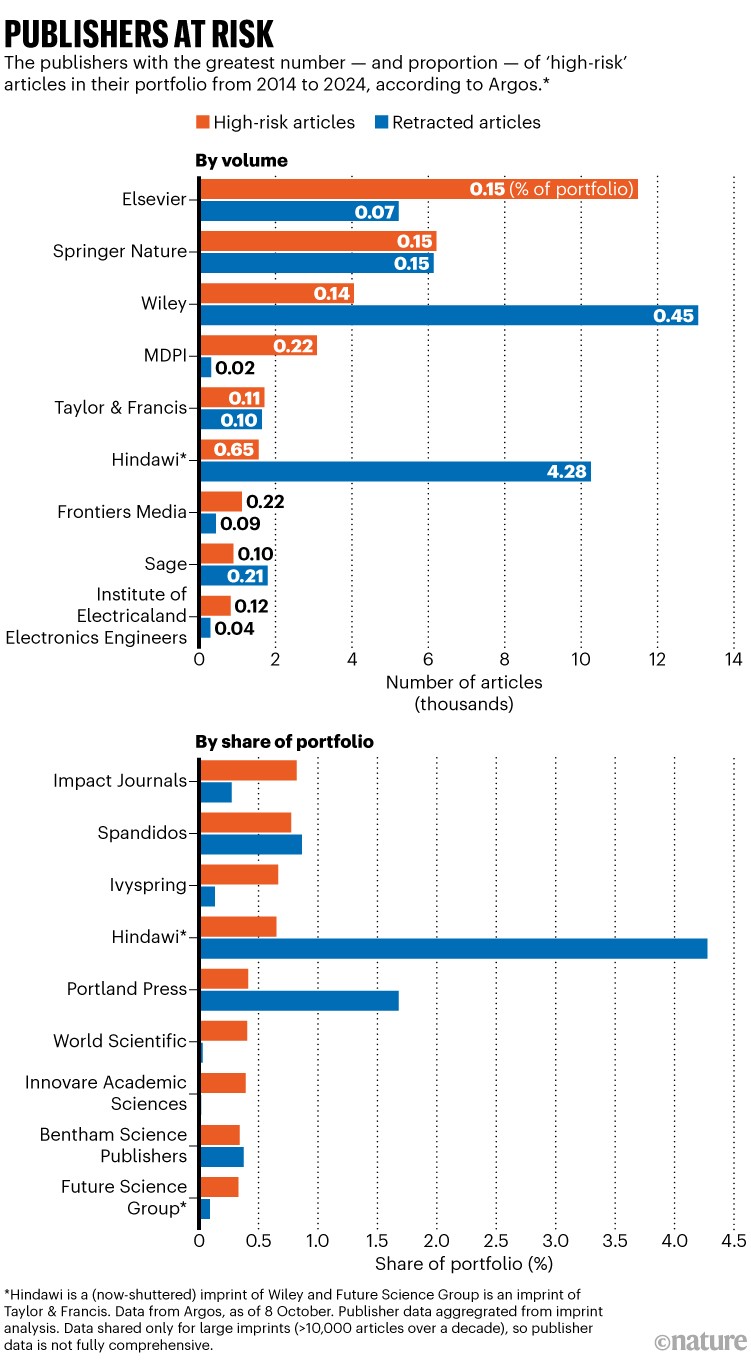 PUBLISHERS AT RISK
The publishers with the greatest number — and proportion — of ‘high-risk’
articles in their portfolio from 2014 to 2024, according to Argos.*
High-risk articles Retracted articles
By volume
Elsevier
0.15 (% of portfolio)
0.07
Springer Nature
0.15
0.15
Wiley
0.14
0.45
MDPI
0.22
0.02
Taylor & Francis
0.11
0.10
Hindawi*
0.65
4.28
Frontiers Media
0.22
0.09
Sage
0.10
0.21
Institute of
Electricaland
Electronics Engineers
0.12
0.04
0 2 4 6 8 10 12 14
Number of articles
(thousands)
By share of portfolio
Impact Journals
Spandidos
Ivyspring
Hindawi*
Portland Press
World Scientific
Innovare Academic
Sciences
Bentham Science
Publishers
Future Science
Group*
0 0.5 1.0 1.5 2.0 2.5 3.0 3.5 4.0 4.5
Share of portfolio (%)
*Hindawi is a (now-shuttered) imprint of Wiley and Future Science Group is an imprint of
Taylor & Francis. Data from Argos, as of 8 October. Publisher data aggregrated from imprint
analysis. Data shared only for large imprints (>10,000 articles over a decade), so publisher
data is not fully comprehensive.
©nature